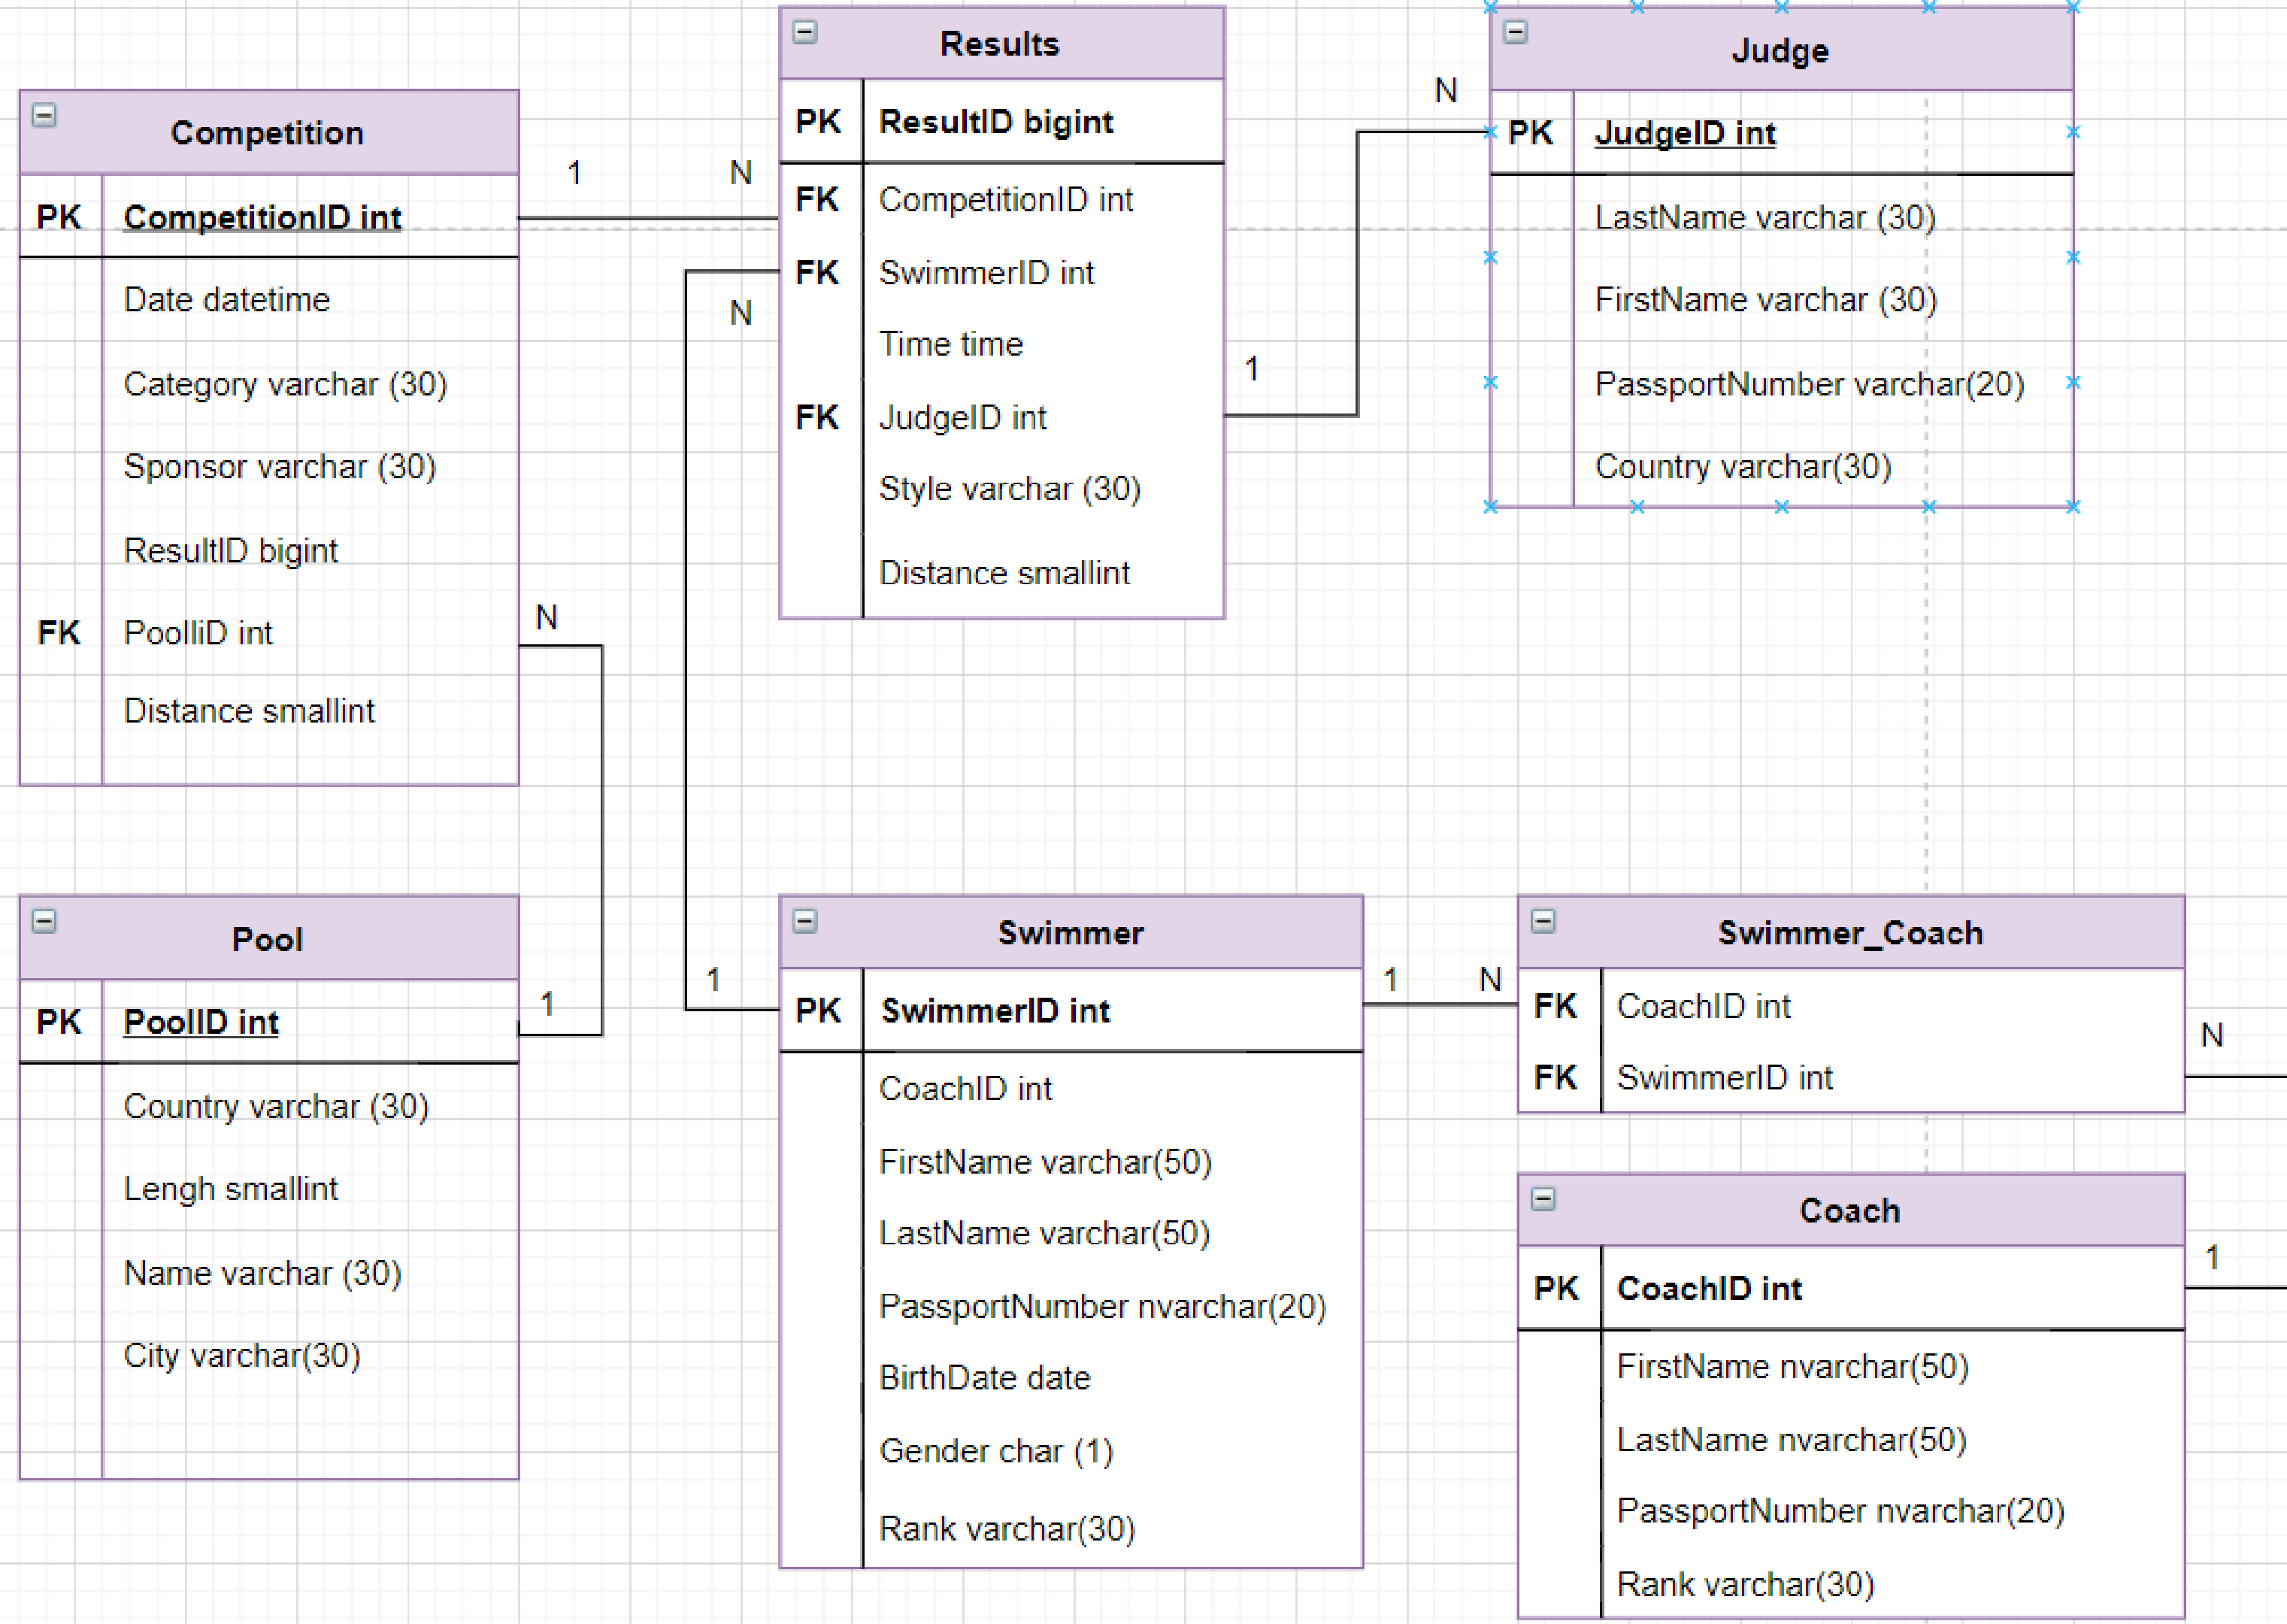 Competition
PK CompetitionID int
Date datetime
Category varchar (30)
Sponsor varchar (30)
ResultID bigint
FK PoolliD int
Distance smallint
1
N
N
N
1
Results
PK ResultID bigint
FK CompetitionID int
FK SwimmerID int
Time time
FK JudgeID int
Style varchar (30)
Distance smallint
1
N
Judge
PK JudgeID int
LastName varchar (30)
FirstName varchar (30)
PassportNumber varchar(20)
Country varchar(30)
Pool
PK PoolID int
Country varchar (30)
Lengh smallint
Name varchar (30)
City varchar(30)
1
Swimmer
PK SwimmerID int
CoachID int
FirstName varchar(50)
LastName varchar(50)
PassportNumber nvarchar(20)
BirthDate date
Gender char (1)
Rank varchar(30)
1
N
Swimmer_Coach
FK CoachID int
FK SwimmerID int
N
Coach
PK CoachID int
FirstName nvarchar(50)
LastName nvarchar(50)
PassportNumber nvarchar(20)
Rank varchar(30)
1